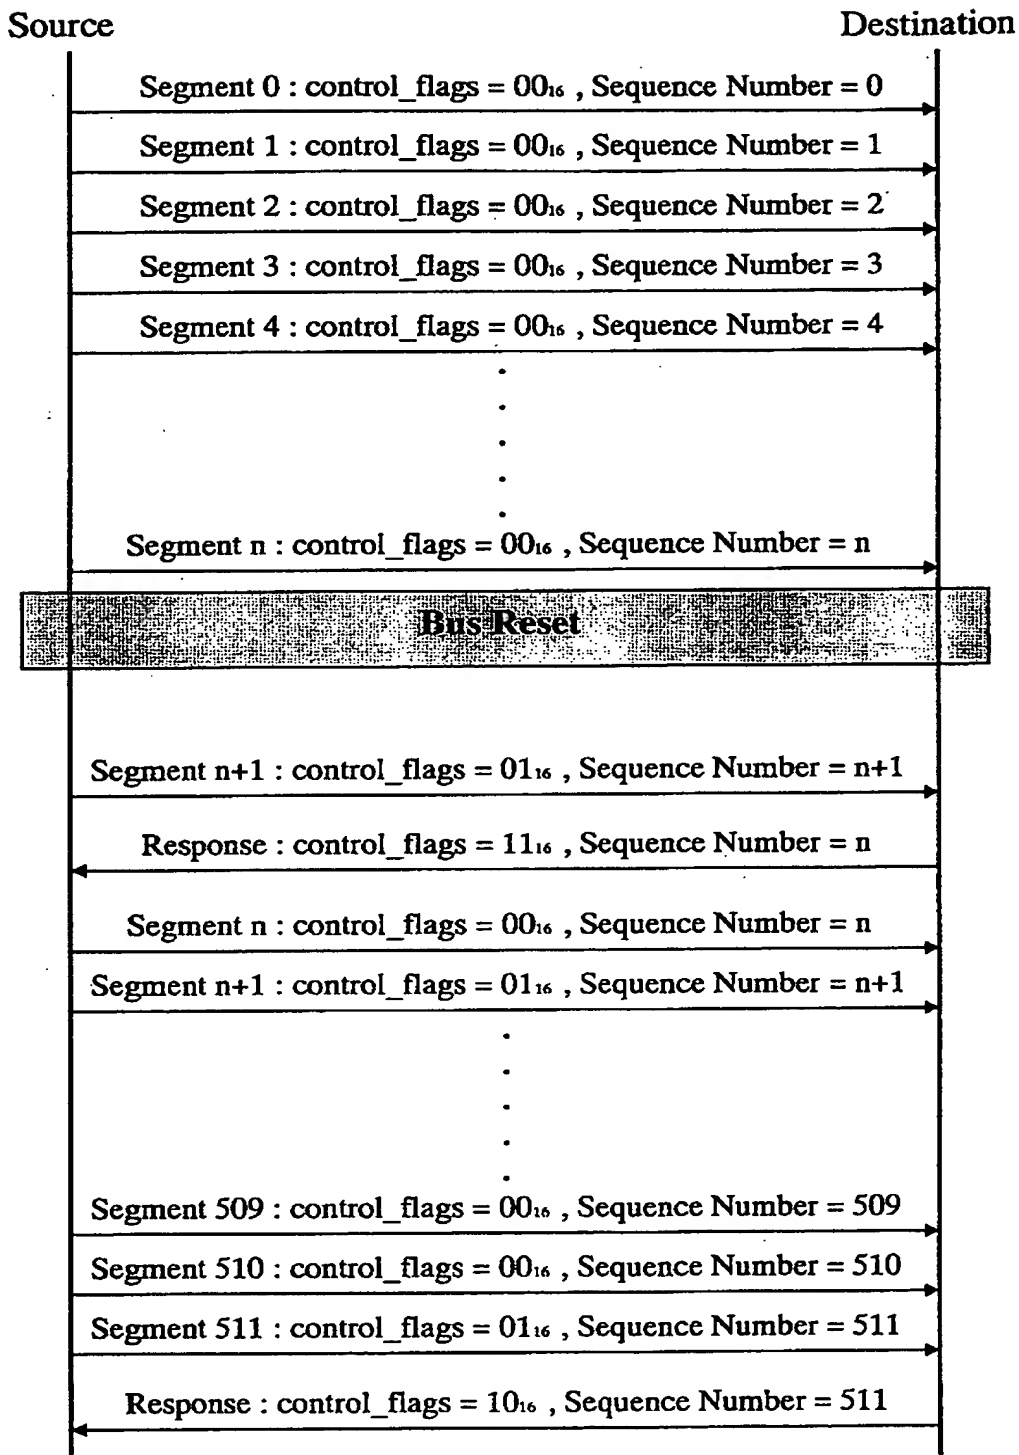 Source
Destination
Segment 0 : control_flags = 00₁₆ , Sequence Number = 0
Segment 1 : control_flags = 00₁₆ , Sequence Number = 1
Segment 2 : control_flags = 00₁₆ , Sequence Number = 2
Segment 3 : control_flags = 00₁₆ , Sequence Number = 3
Segment 4 : control_flags = 00₁₆ , Sequence Number = 4
Segment n : control_flags = 00₁₆ , Sequence Number = n
Bus Reset
Segment n+1 : control_flags = 01₁₆ , Sequence Number = n+1
Response : control_flags = 11₁₆ , Sequence Number = n
Segment n : control_flags = 00₁₆ , Sequence Number = n
Segment n+1 : control_flags = 01₁₆ , Sequence Number = n+1
Segment 509 : control_flags = 00₁₆ , Sequence Number = 509
Segment 510 : control_flags = 00₁₆ , Sequence Number = 510
Segment 511 : control_flags = 01₁₆ , Sequence Number = 511
Response : control_flags = 10₁₆ , Sequence Number = 511